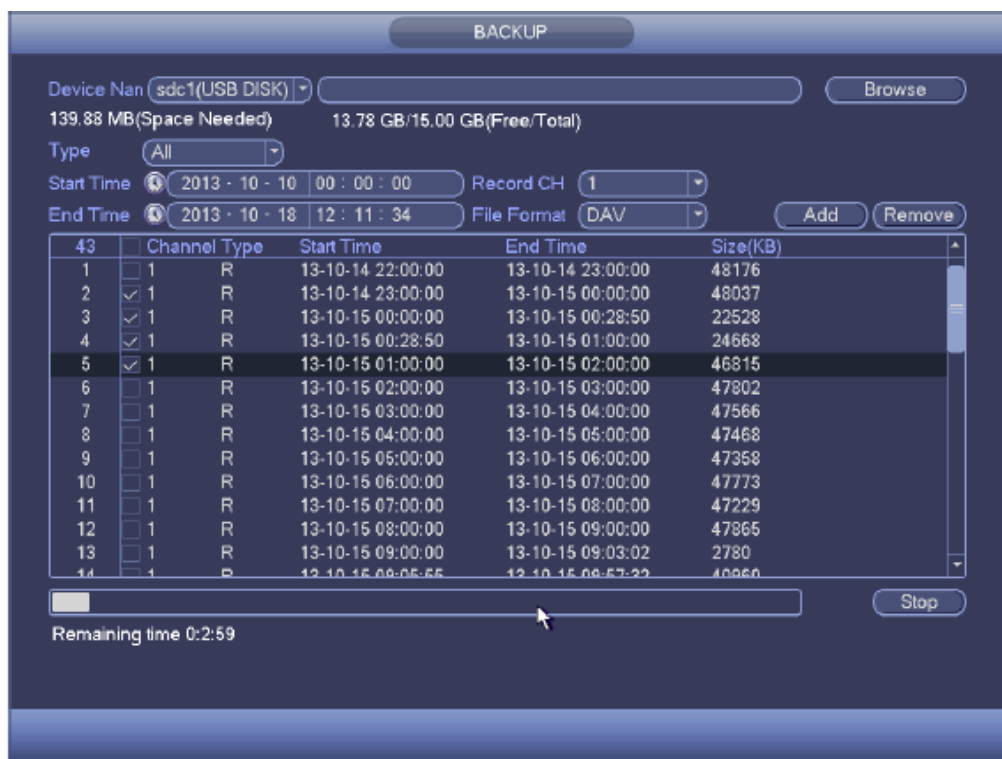 BACKUP
Device Nan sdc1(USB DISK) Browse
139.88 MB(Space Needed) 13.78 GB/15.00 GB(Free/Total)
Type All
Start Time 2013 - 10 - 10 00 : 00 : 00 Record CH 1
End Time 2013 - 10 - 18 12 : 11 : 34 File Format DAV Add Remove
43 Channel Type Start Time End Time Size(KB)
1 1 R 13-10-14 22:00:00 13-10-14 23:00:00 48176
2 1 R 13-10-14 23:00:00 13-10-15 00:00:00 48037
3 1 R 13-10-15 00:00:00 13-10-15 00:28:50 22528
4 1 R 13-10-15 00:28:50 13-10-15 01:00:00 24668
5 1 R 13-10-15 01:00:00 13-10-15 02:00:00 46815
6 1 R 13-10-15 02:00:00 13-10-15 03:00:00 47802
7 1 R 13-10-15 03:00:00 13-10-15 04:00:00 47566
8 1 R 13-10-15 04:00:00 13-10-15 05:00:00 47468
9 1 R 13-10-15 05:00:00 13-10-15 06:00:00 47358
10 1 R 13-10-15 06:00:00 13-10-15 07:00:00 47773
11 1 R 13-10-15 07:00:00 13-10-15 08:00:00 47229
12 1 R 13-10-15 08:00:00 13-10-15 09:00:00 47865
13 1 R 13-10-15 09:00:00 13-10-15 09:03:02 2780
14 1 R
Stop
Remaining time 0:2:59